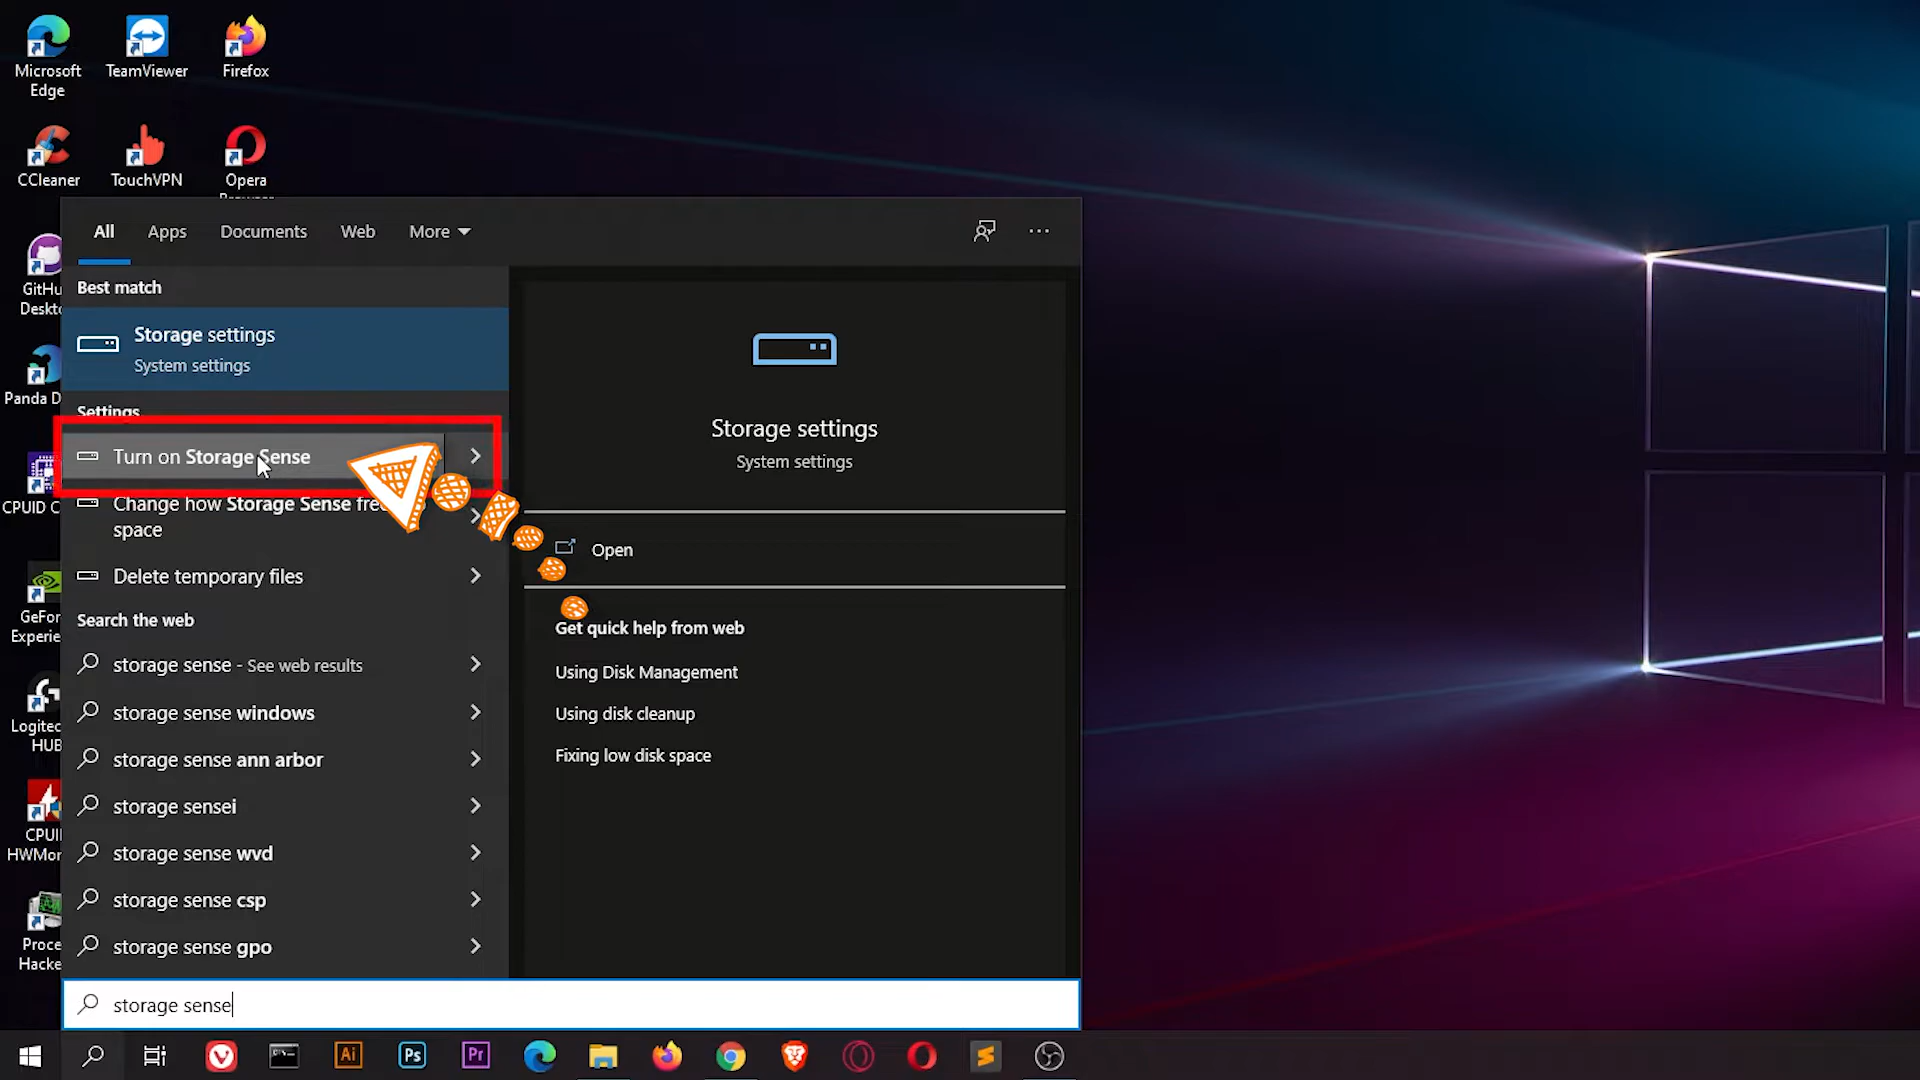 Microsoft
Edge
TeamViewer
Firefox
CCleaner
TouchVPN
Opera
All
Apps
Documents
Web
More
Best match
Storage settings
System settings
Settings
Turn on Storage Sense
Change how Storage Sense
space
Delete temporary files
Search the web
storage sense - See web results
storage sense windows
storage sense ann arbor
storage sensei
storage sense wvd
storage sense csp
storage sense gpo
storage sense
Storage settings
System settings
Open
Get quick help from web
Using Disk Management
Using disk cleanup
Fixing low disk space
GitHu
Deskto
Panda D
CPUID C
GeFor
Experie
Logitec
HUB
CPUI
HWMor
Proce
Hacke
Ai
Ps
Pr